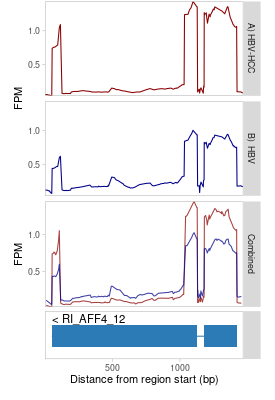 A) HBV-HCC
1.0
0.5
FPM
B) HBV
1.0
0.5
Combined
1.0
0.5
FPM
< RI_AFF4_12
500
1000
Distance from region start (bp)